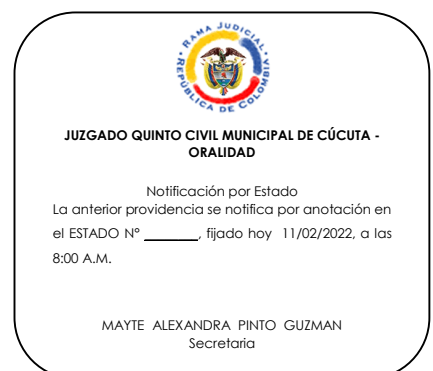 RAMA JUDICIAL
REPÚBLICA DE COLOMBIA
JUZGADO QUINTO CIVIL MUNICIPAL DE CÚCUTA -
ORALIDAD
Notificación por Estado
La anterior providencia se notifica por anotación en
el ESTADO N° _______, fijado hoy 11/02/2022, a las
8:00 A.M.
MAYTE ALEXANDRA PINTO GUZMAN
Secretaria